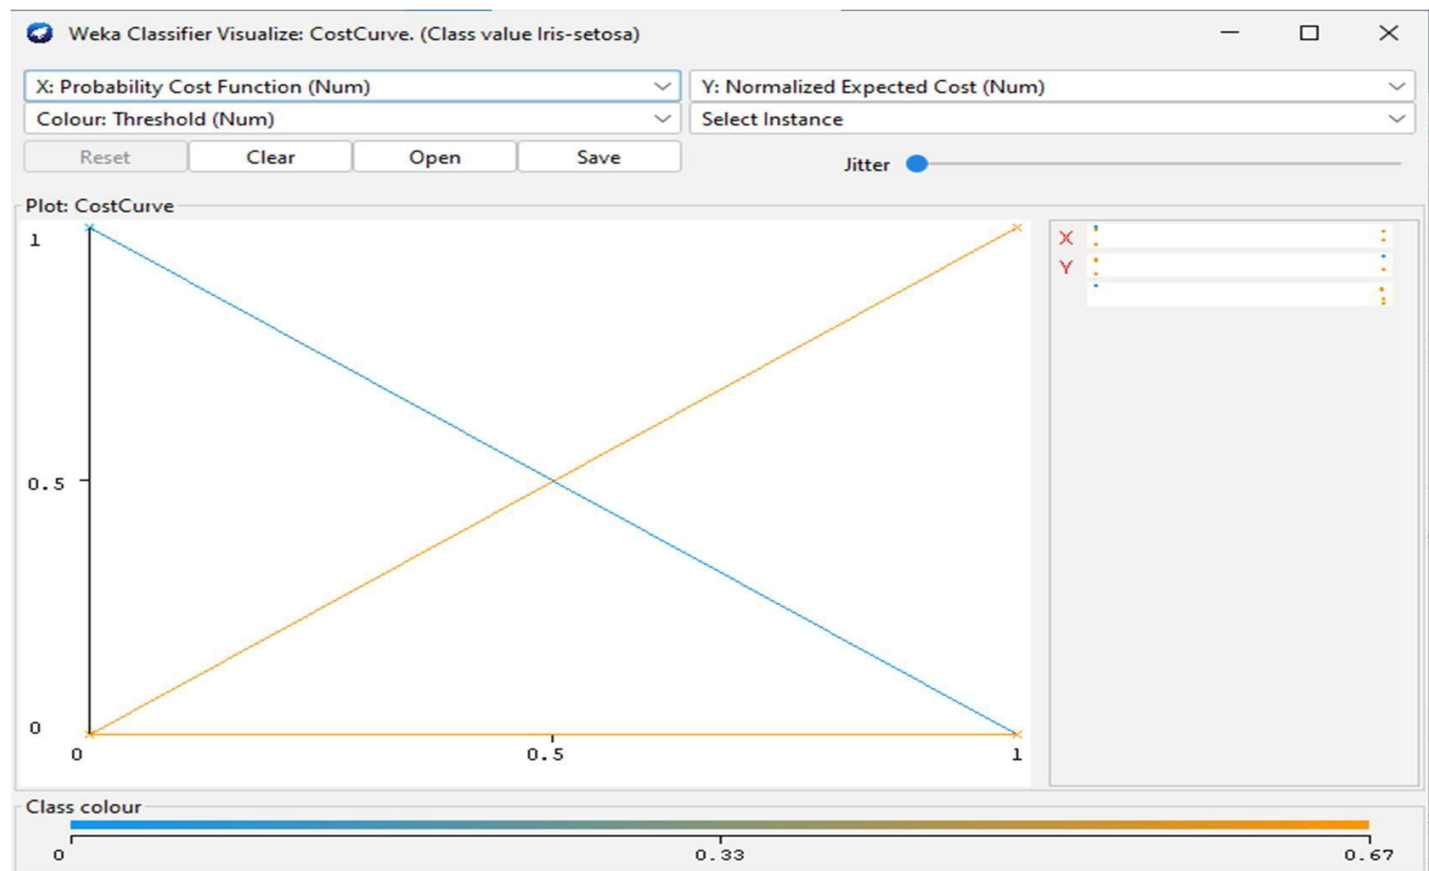 Weka Classifier Visualize: CostCurve. (Class value Iris-setosa)
X: Probability Cost Function (Num)
Y: Normalized Expected Cost (Num)
Colour: Threshold (Num)
Select Instance
Reset
Clear
Open
Save
Jitter
Plot: CostCurve
1
0.5
0
0
0.5
1
X
Y
Class colour
0
0.33
0.67